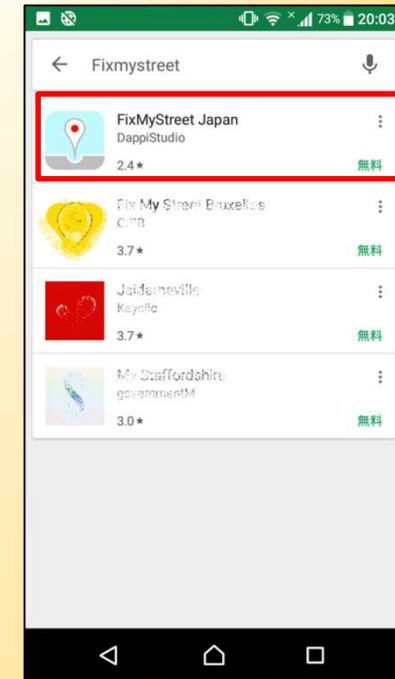 73% 20:03
Fixmystreet
FixMyStreet Japan
DappiStudio
2.4★ 無料
Fix My Street Bruxelles
3.7★ 無料
3.7★ 無料
My Staffordshire
3.0★ 無料